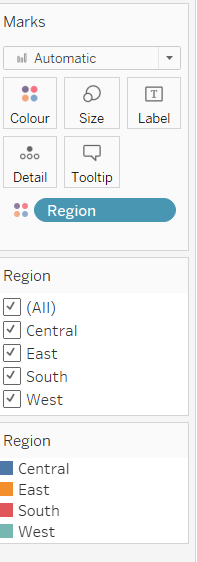 Marks
Automatic
Colour Size Label
Detail Tooltip
Region
Region
(All)
Central
East
South
West
Region
Central
East
South
West